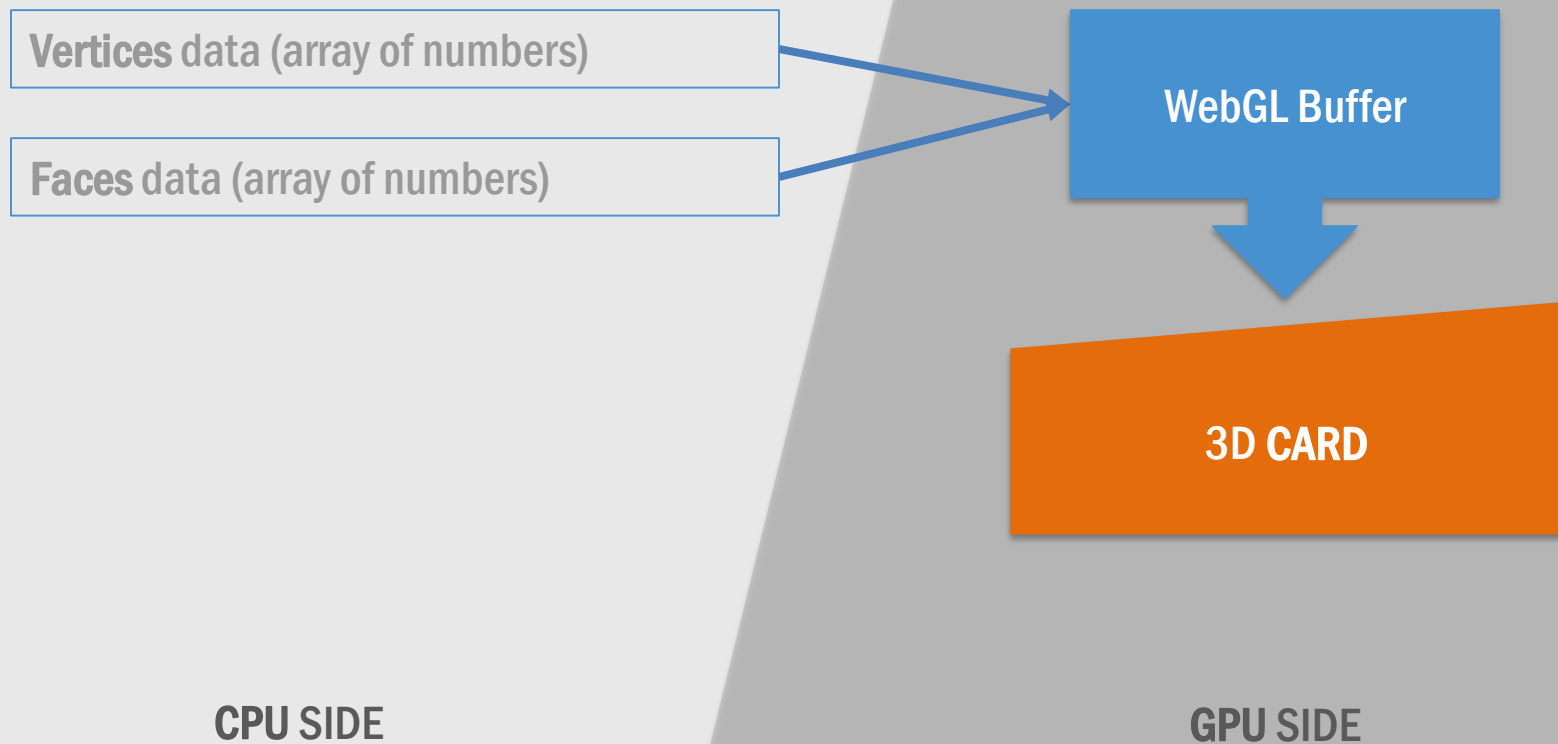 Vertices data (array of numbers)
WebGL Buffer
Faces data (array of numbers)
3D CARD
CPU SIDE
GPU SIDE